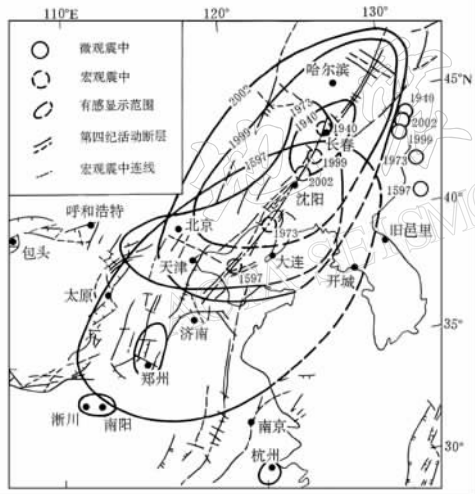 110°E
120°
130°
微观震中
宏观震中
有感显示范围
第四纪活动断层
宏观震中连线
45°N
40°
35°
30°
哈尔滨
2002
1999
1597
1972
1940
1940
长春
1999
2002
沈阳
1940
2002
1999
1973
1597
呼和浩特
北京
1973
旧邑里
包头
天津
大连
1597
开城
太原
济南
郑州
淅川
南阳
南京
杭州